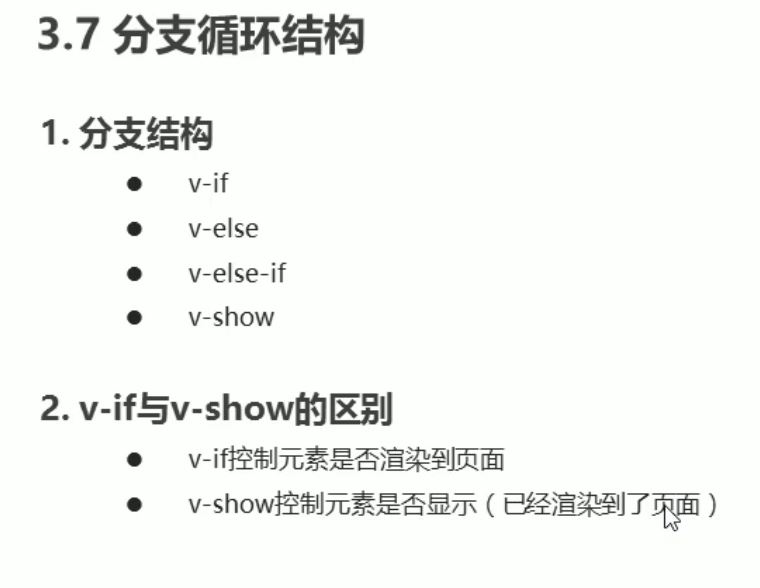 3.7 分支循环结构
1. 分支结构
● v-if
● v-else
● v-else-if
● v-show
2. v-if与v-show的区别
● v-if控制元素是否渲染到页面
● v-show控制元素是否显示（已经渲染到了页面）